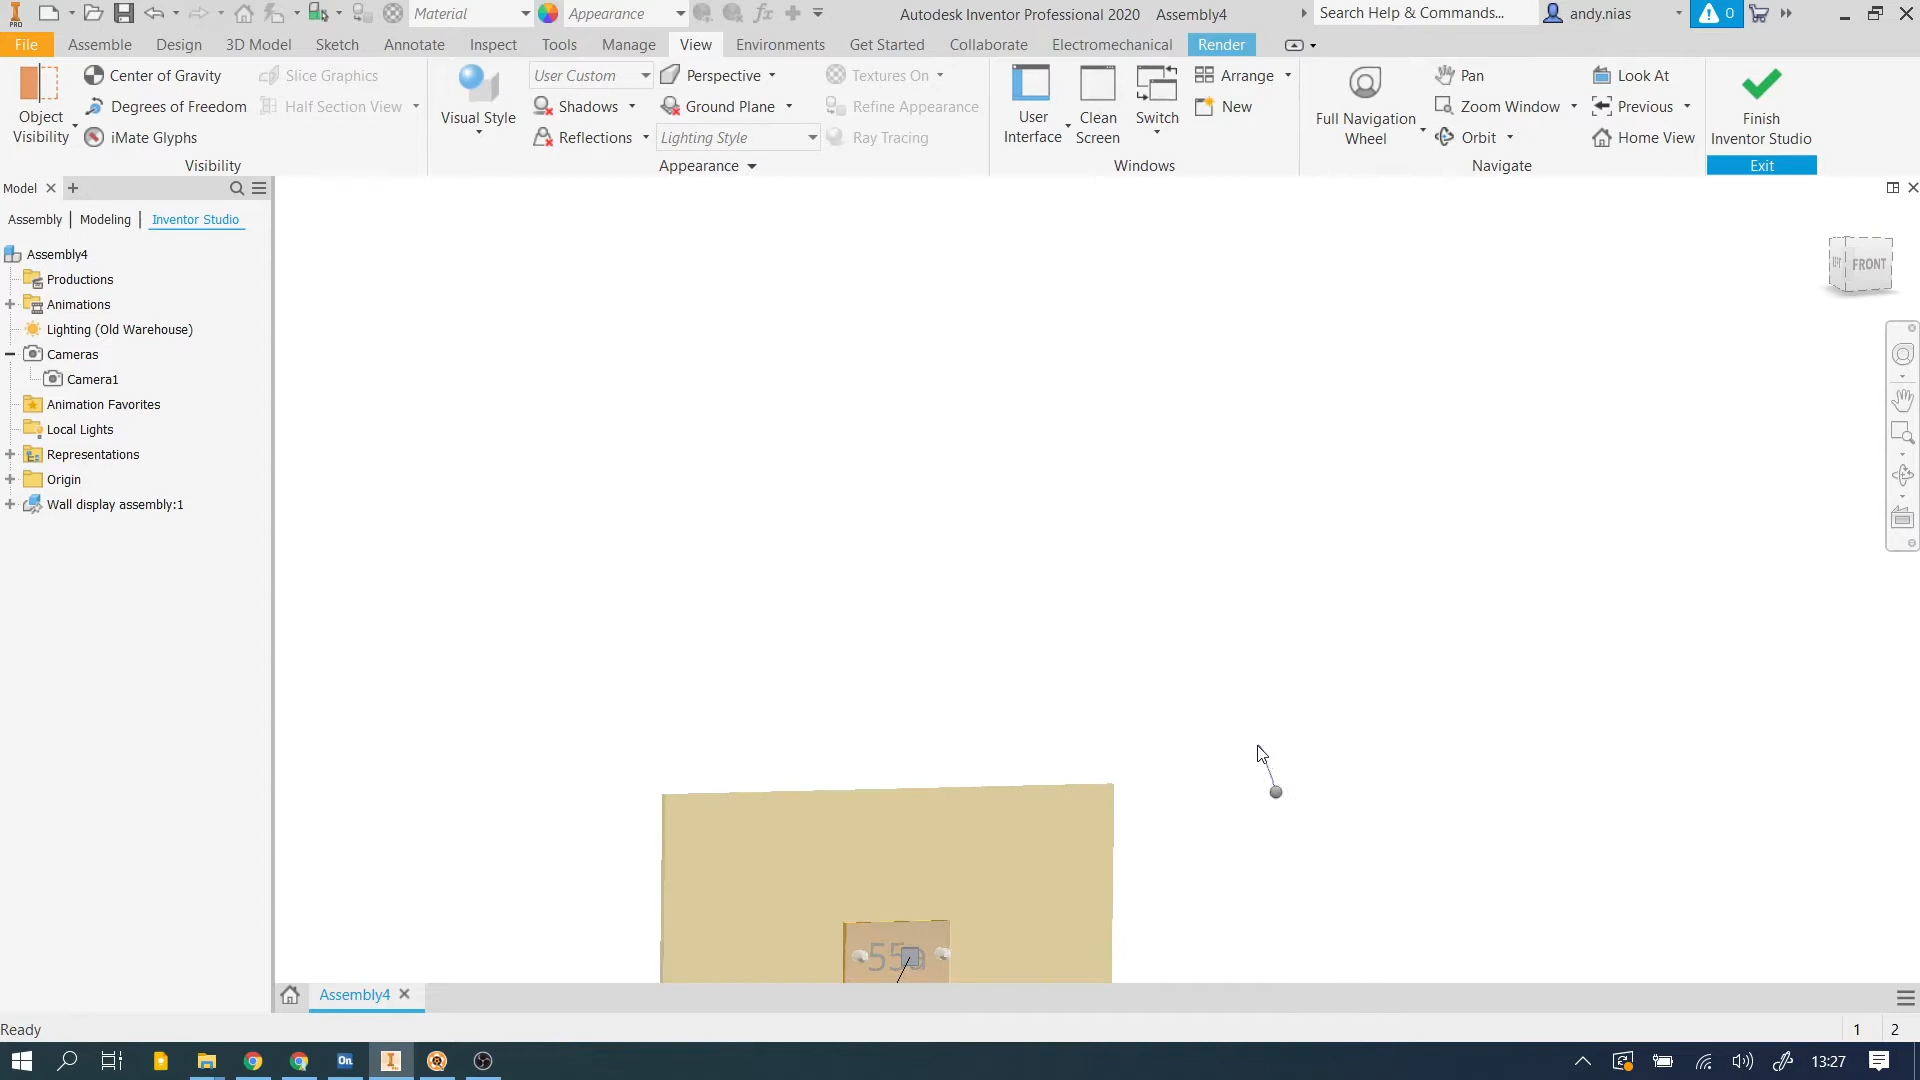 PRO
Material
Appearance
Autodesk Inventor Professional 2020 Assembly4
Search Help & Commands...
andy.nias
0
File
Assemble
Design
3D Model
Sketch
Annotate
Inspect
Tools
Manage
View
Environments
Get Started
Collaborate
Electromechanical
Render
Object
Visibility
Center of Gravity
Degrees of Freedom
iMate Glyphs
Slice Graphics
Half Section View
Visibility
Visual Style
User Custom
Shadows
Reflections
Perspective
Ground Plane
Lighting Style
Textures On
Refine Appearance
Ray Tracing
Appearance
User
Interface
Clean
Screen
Switch
Arrange
New
Windows
Full Navigation
Wheel
Pan
Zoom Window
Orbit
Look At
Previous
Home View
Navigate
Finish
Inventor Studio
Exit
Model
Assembly
Modeling
Inventor Studio
Assembly4
Productions
Animations
Lighting (Old Warehouse)
Cameras
Camera1
Animation Favorites
Local Lights
Representations
Origin
Wall display assembly:1
FRONT
55a
Assembly4
Ready
1
2
On
13:27